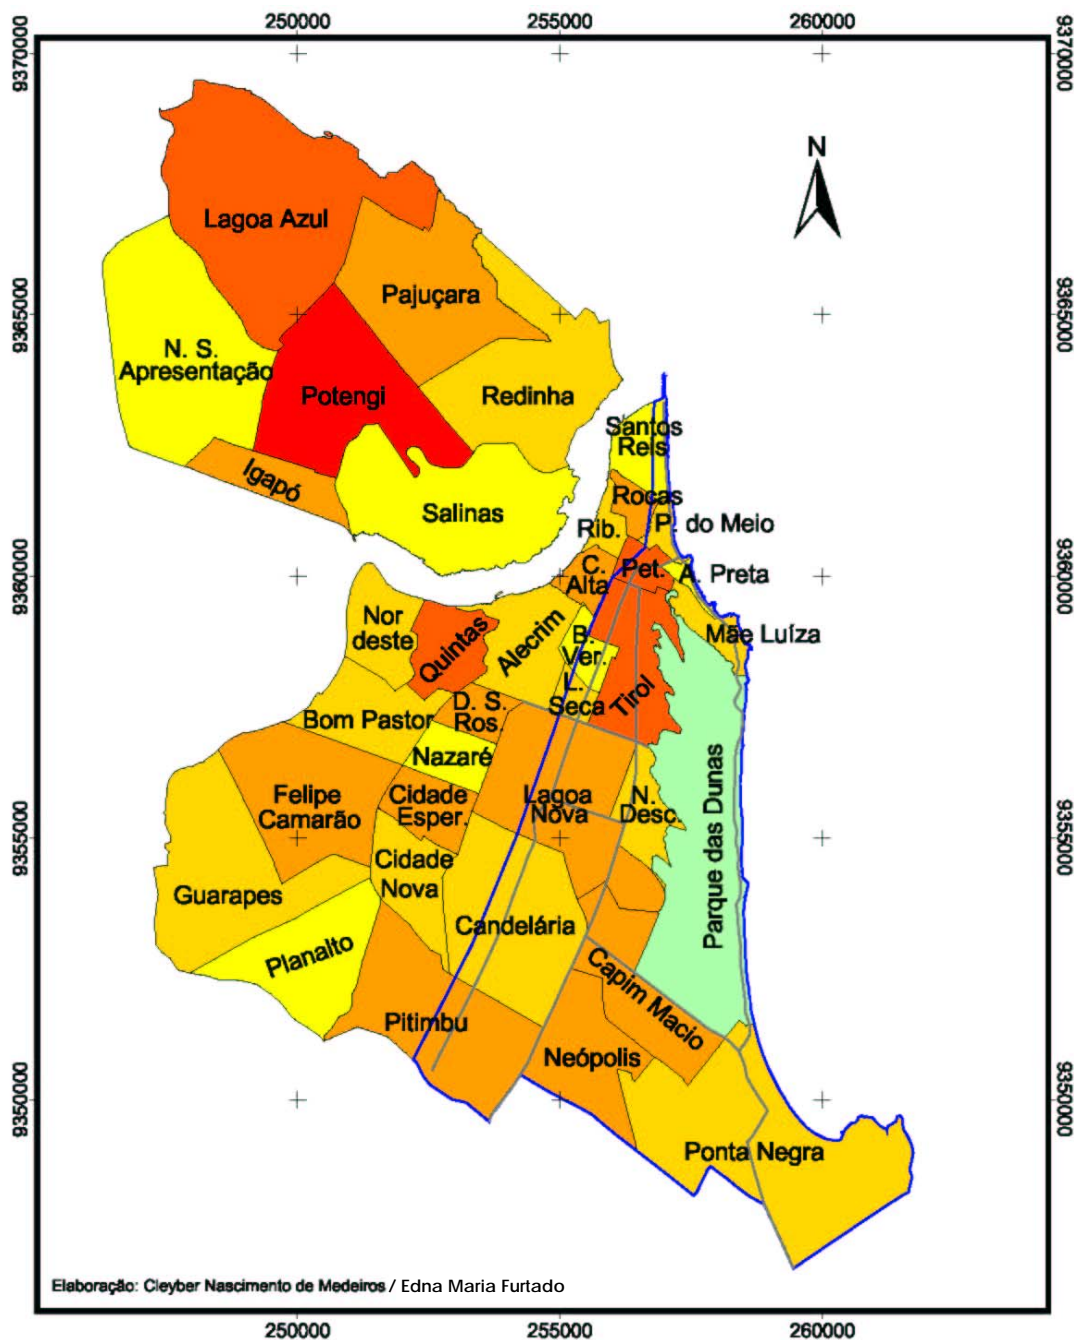 250000 255000 260000
9370000 9370000
N
Lagoa Azul
Pajuçara
9365000 9365000
N. S.
Apresentação
Potengi
Redinha
Santos
Reis
Igapó
Rocas
Salinas
Rib.
P. do Meio
9360000 9360000
C.
Alta
Pet.
A. Preta
Nor
deste
Quintas
Alecrim
B.
Ver.
Mãe Luíza
L.
Seca
Tirol
Bom Pastor
D. S.
Ros.
Nazaré
Felipe
Camarão
Cidade
Esper.
Lagoa
Nova
N.
Desc.
Parque das Dunas
9355000 9355000
Cidade
Nova
Guarapes
Candelária
Planalto
Capim Macio
Pitimbu
Neópolis
9350000 9350000
Ponta Negra
Elaboração: Cleyber Nascimento de Medeiros / Edna Maria Furtado
250000 255000 260000